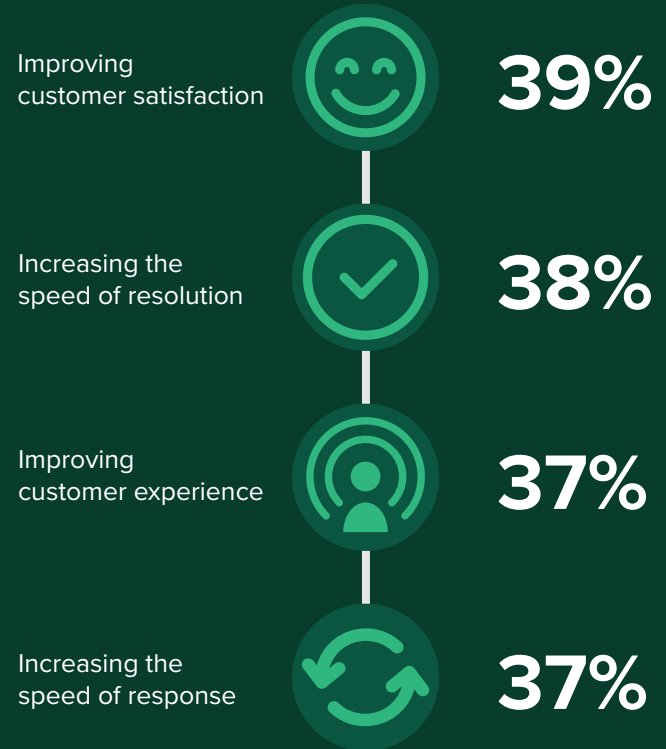 Improving
customer satisfaction
39%
Increasing the
speed of resolution
38%
Improving
customer experience
37%
Increasing the
speed of response
37%